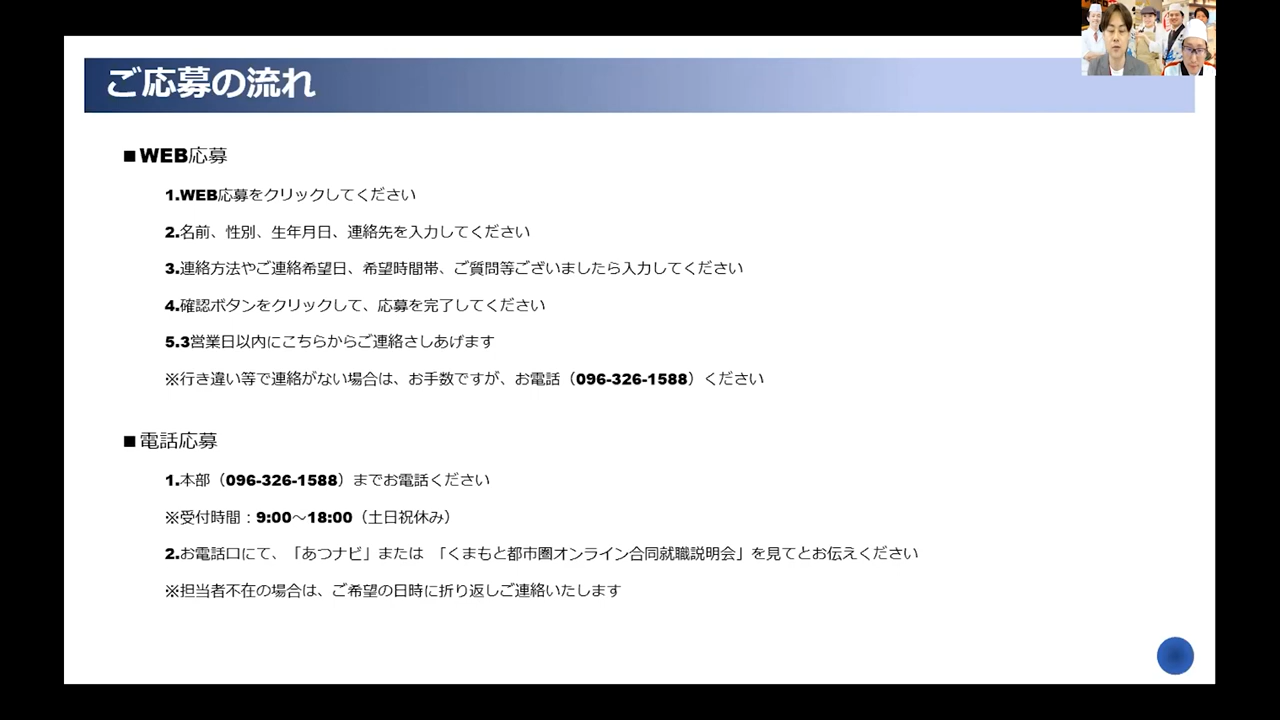 ご応募の流れ
■WEB応募
1.WEB応募をクリックしてください
2.名前、性別、生年月日、連絡先を入力してください
3.連絡方法やご連絡希望日、希望時間帯、ご質問等ございましたら入力してください
4.確認ボタンをクリックして、応募を完了してください
5.3営業日以内にこちらからご連絡さしあげます
※行き違い等で連絡がない場合は、お手数ですが、お電話（096-326-1588）ください
■電話応募
1.本部（096-326-1588）までお電話ください
※受付時間：9:00～18:00（土日祝休み）
2.お電話口にて、「あつナビ」または 「くまもと都市圏オンライン合同就職説明会」を見てとお伝えください
※担当者不在の場合は、ご希望の日時に折り返しご連絡いたします